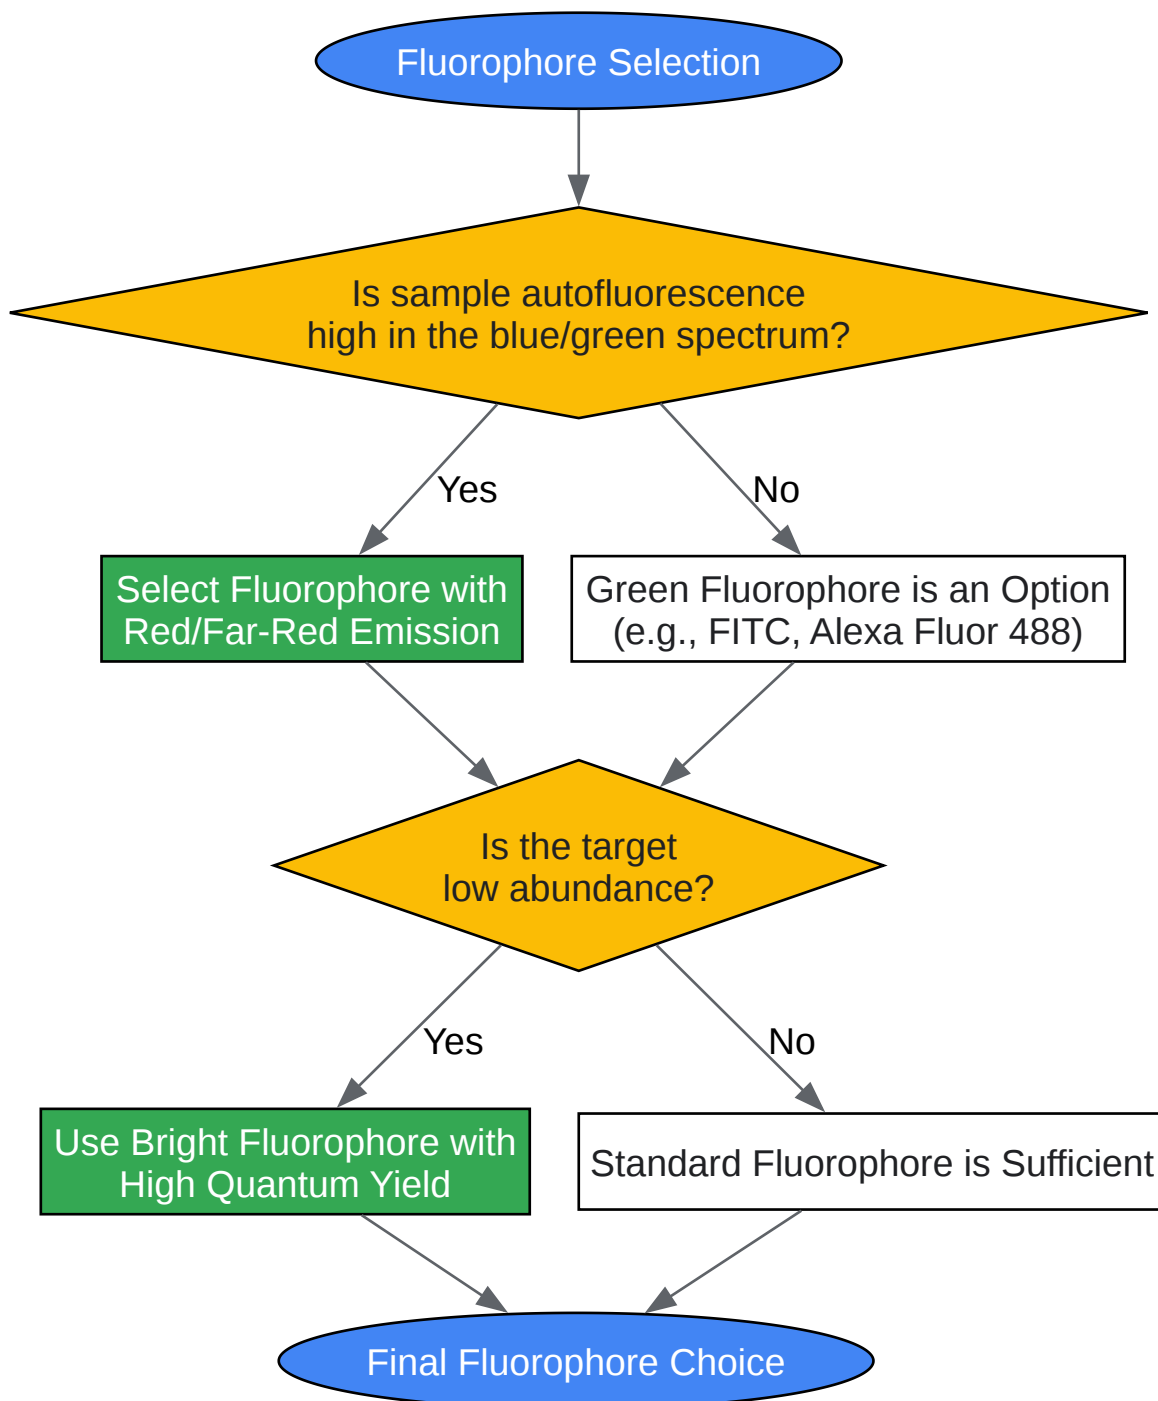 Fluorophore Selection
Is sample autofluorescence
high in the blue/green spectrum?
Yes
No
Select Fluorophore with
Red/Far-Red Emission
Green Fluorophore is an Option
(e.g., FITC, Alexa Fluor 488)
Is the target
low abundance?
Yes
No
Use Bright Fluorophore with
High Quantum Yield
Standard Fluorophore is Sufficient
Final Fluorophore Choice